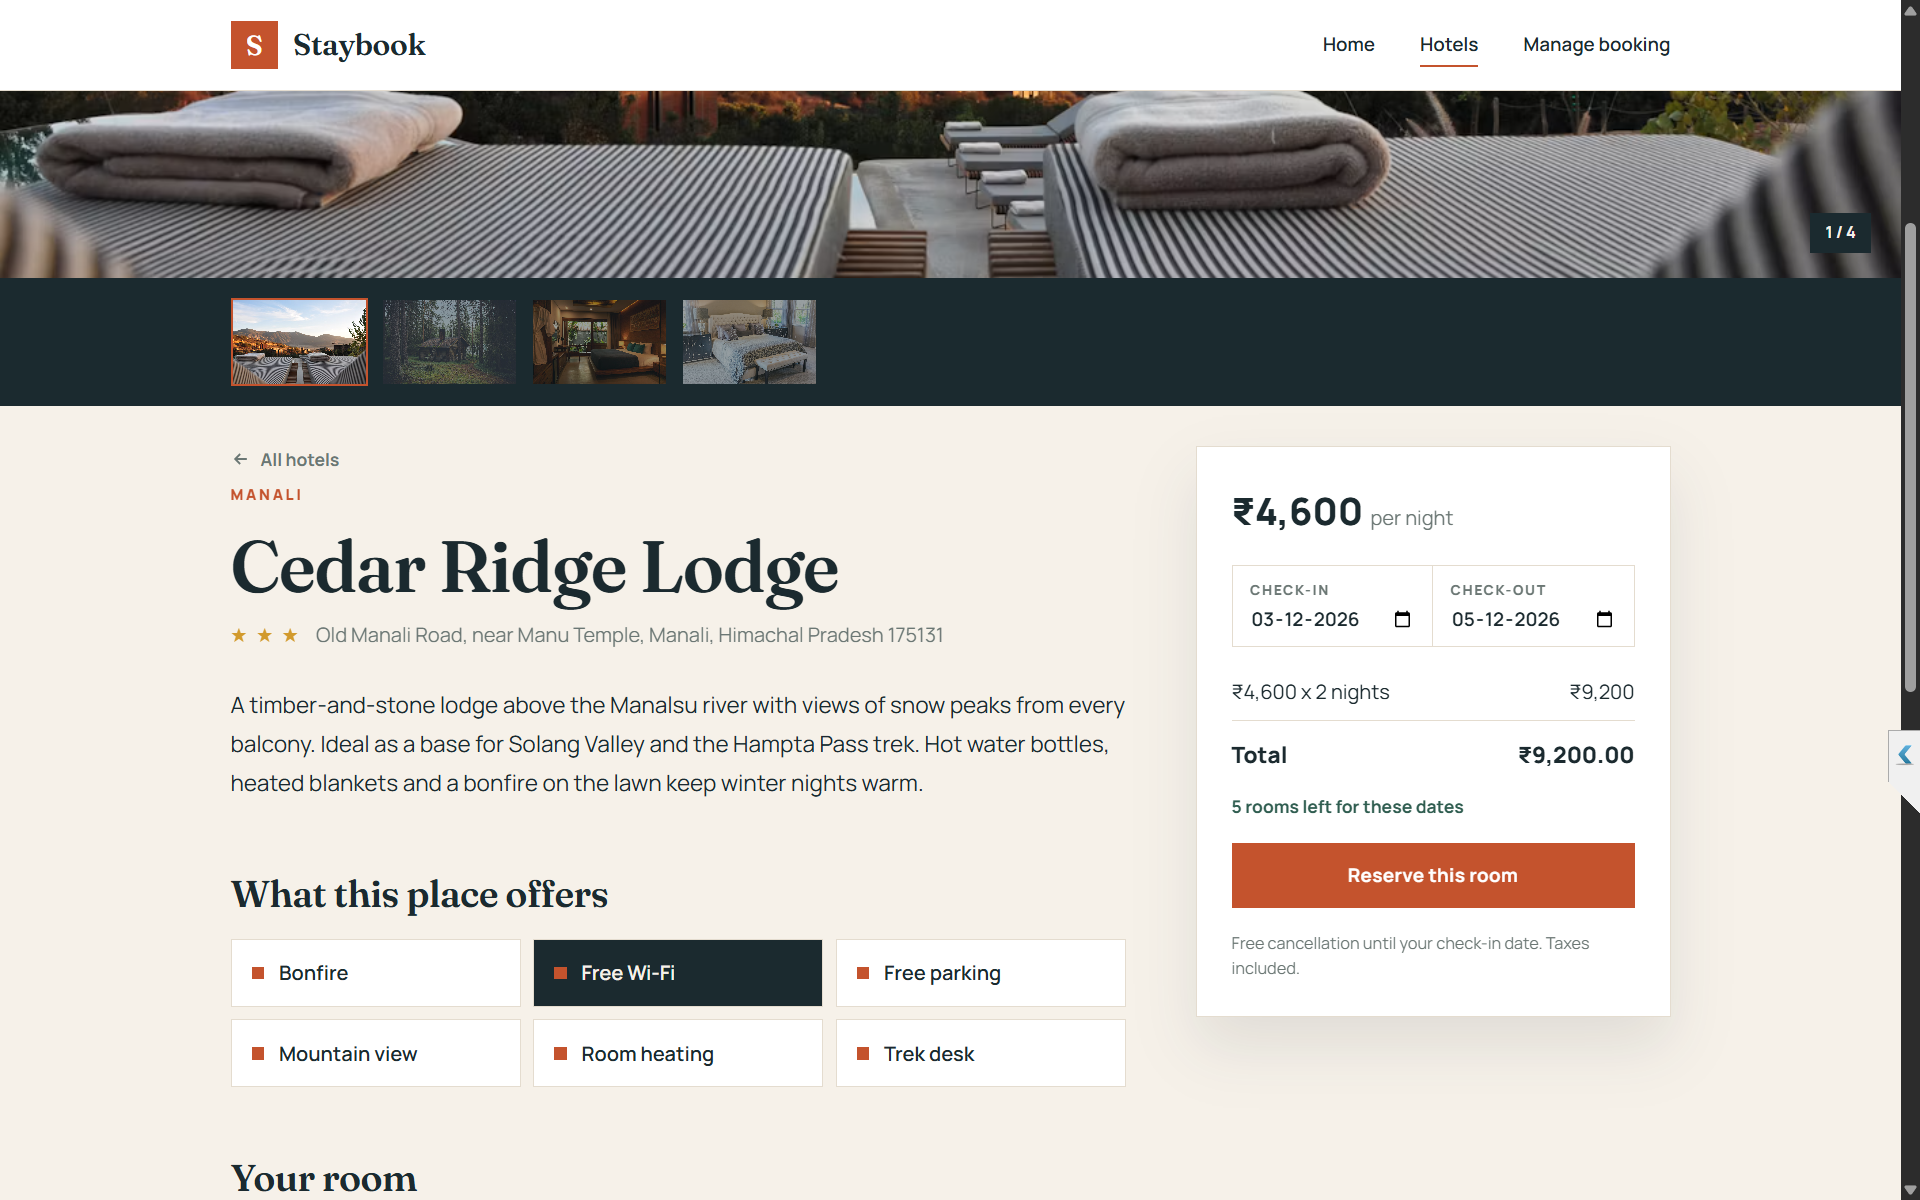 S Staybook
Home Hotels Manage booking
1 / 4
← All hotels
MANALI
Cedar Ridge Lodge
★ ★ ★ Old Manali Road, near Manu Temple, Manali, Himachal Pradesh 175131
A timber-and-stone lodge above the Manalsu river with views of snow peaks from every
balcony. Ideal as a base for Solang Valley and the Hampta Pass trek. Hot water bottles,
heated blankets and a bonfire on the lawn keep winter nights warm.
What this place offers
Bonfire
Free Wi-Fi
Free parking
Mountain view
Room heating
Trek desk
Your room
₹4,600 per night
CHECK-IN
03-12-2026
CHECK-OUT
05-12-2026
₹4,600 x 2 nights ₹9,200
Total ₹9,200.00
5 rooms left for these dates
Reserve this room
Free cancellation until your check-in date. Taxes
included.